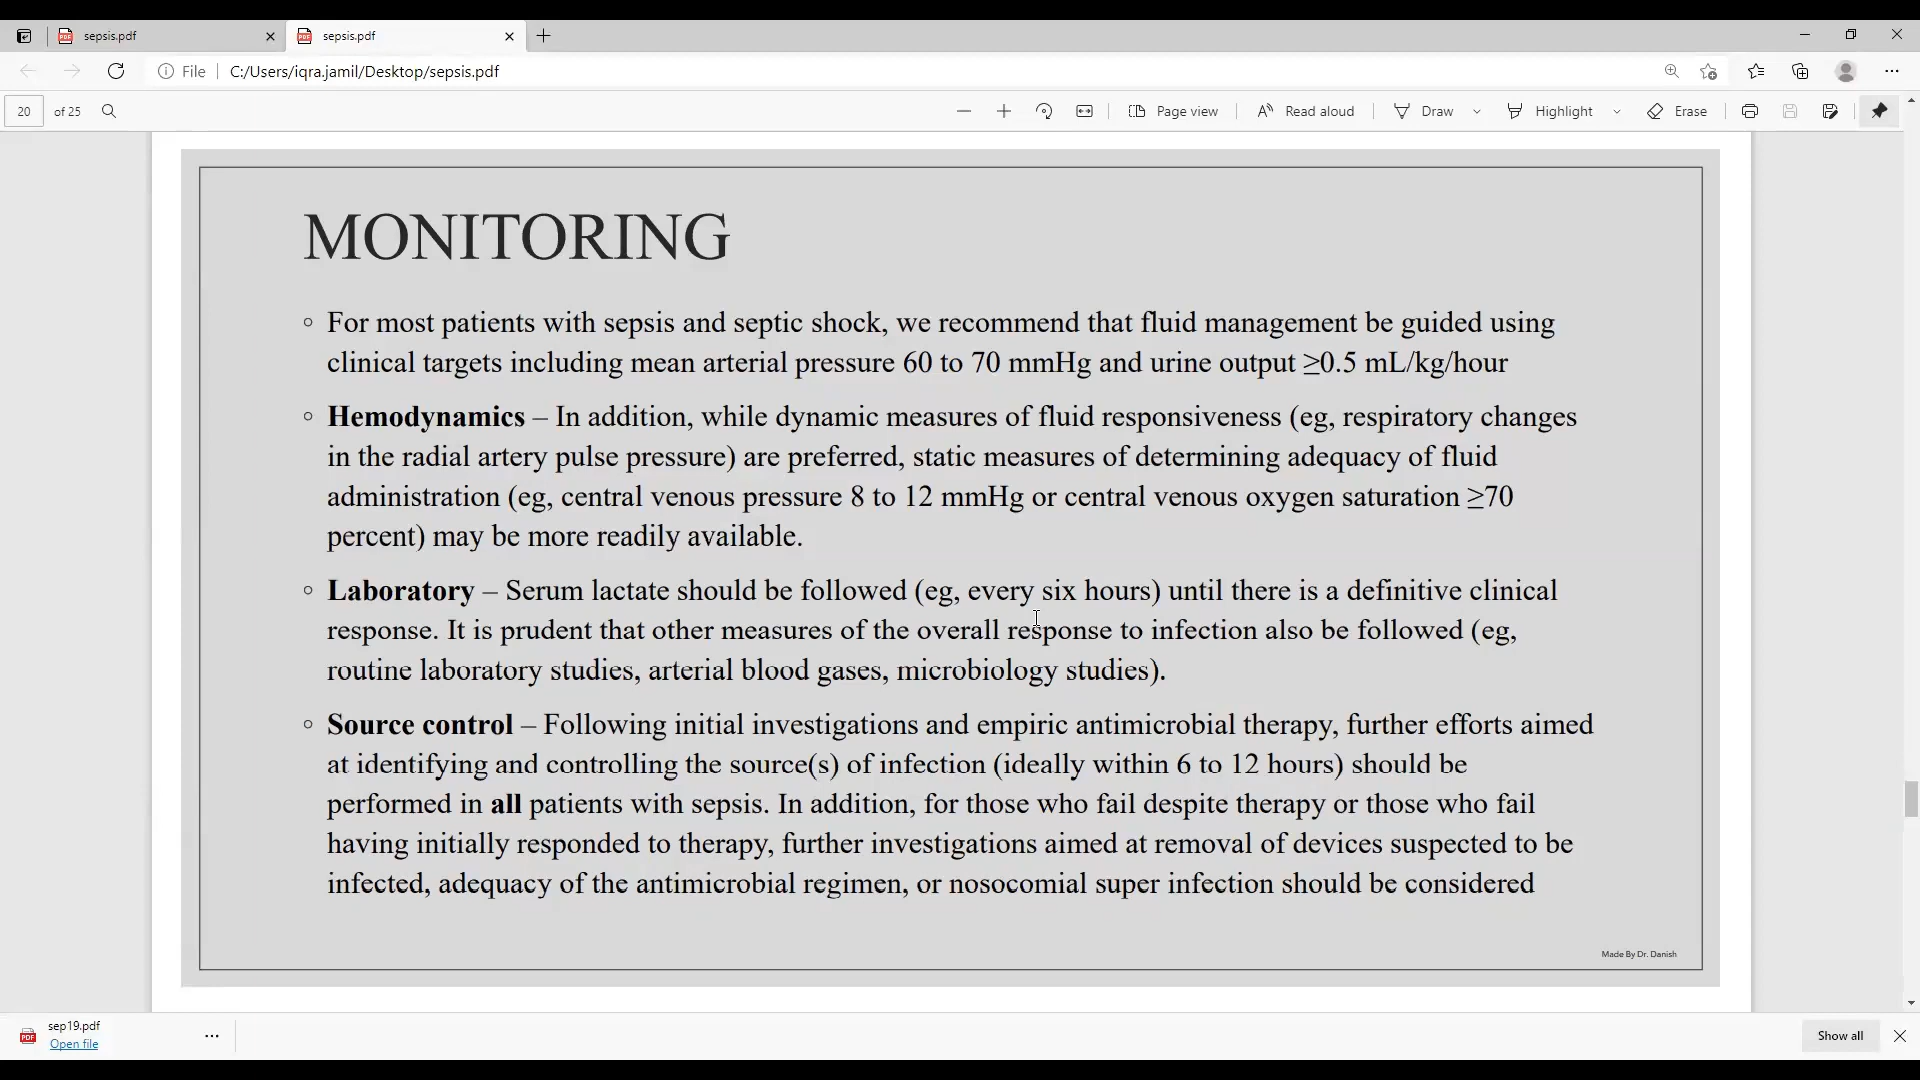 sepsis.pdf
sepsis.pdf
File
C:/Users/iqra.jamil/Desktop/sepsis.pdf
20 of 25
Page view
Read aloud
Draw
Highlight
Erase
MONITORING
○ For most patients with sepsis and septic shock, we recommend that fluid management be guided using
clinical targets including mean arterial pressure 60 to 70 mmHg and urine output ≥0.5 mL/kg/hour
○ Hemodynamics – In addition, while dynamic measures of fluid responsiveness (eg, respiratory changes
in the radial artery pulse pressure) are preferred, static measures of determining adequacy of fluid
administration (eg, central venous pressure 8 to 12 mmHg or central venous oxygen saturation ≥70
percent) may be more readily available.
○ Laboratory – Serum lactate should be followed (eg, every six hours) until there is a definitive clinical
response. It is prudent that other measures of the overall response to infection also be followed (eg,
routine laboratory studies, arterial blood gases, microbiology studies).
○ Source control – Following initial investigations and empiric antimicrobial therapy, further efforts aimed
at identifying and controlling the source(s) of infection (ideally within 6 to 12 hours) should be
performed in all patients with sepsis. In addition, for those who fail despite therapy or those who fail
having initially responded to therapy, further investigations aimed at removal of devices suspected to be
infected, adequacy of the antimicrobial regimen, or nosocomial super infection should be considered
Made By Dr. Danish
sep19.pdf
Open file
Show all